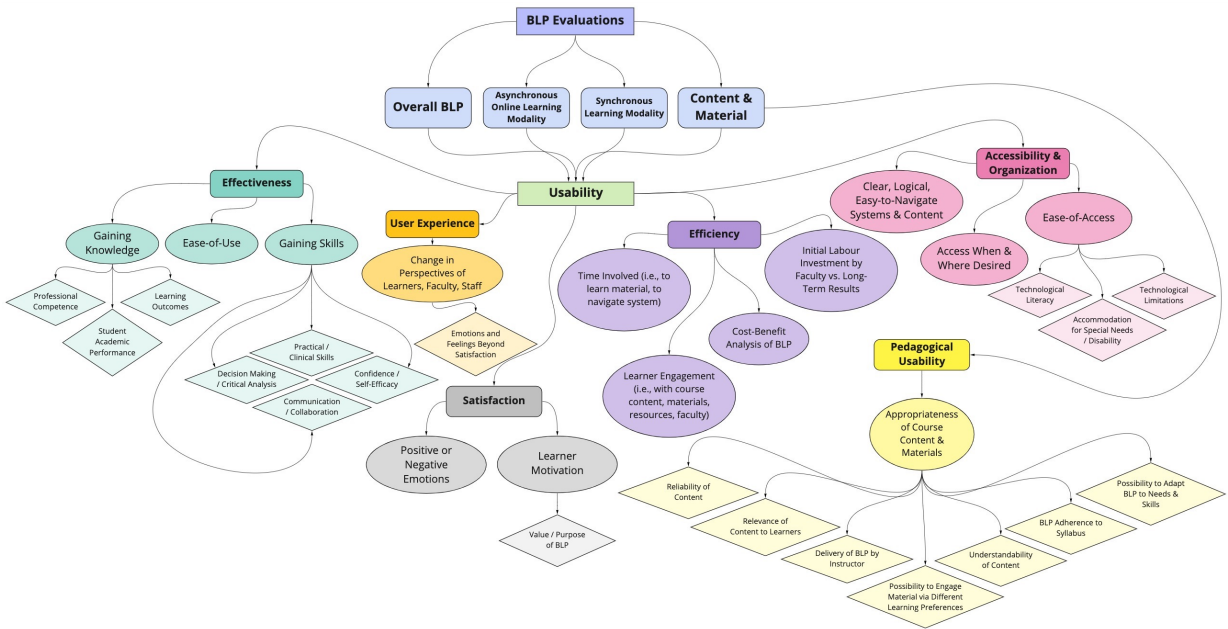 BLP Evaluations
Overall BLP
Asynchronous
Online Learning
Modality
Synchronous
Learning Modality
Content &
Material
Usability
Effectiveness
Gaining
Knowledge
Ease-of-Use
Gaining Skills
Professional
Competence
Learning
Outcomes
Student
Academic
Performance
Practical /
Clinical Skills
Decision Making
/ Critical Analysis
Confidence /
Self-Efficacy
Communication
/ Collaboration
User Experience
Change in
Perspectives of
Learners, Faculty, Staff
Emotions and
Feelings Beyond
Satisfaction
Satisfaction
Positive or
Negative
Emotions
Learner
Motivation
Value / Purpose
of BLP
Efficiency
Time Involved (i.e., to
learn material, to
navigate system)
Initial Labour
Investment by
Faculty vs. Long-
Term Results
Cost-Benefit
Analysis of BLP
Learner Engagement
(i.e., with course
content, materials,
resources, faculty)
Accessibility &
Organization
Clear, Logical,
Easy-to-Navigate
Systems & Content
Access When &
Where Desired
Ease-of-Access
Technological
Literacy
Accommodation
for Special Needs
/ Disability
Technological
Limitations
Pedagogical
Usability
Appropriateness
of Course
Content &
Materials
Reliability of
Content
Relevance of
Content to Learners
Delivery of BLP by
Instructor
Possibility to Engage
Material via Different
Learning Preferences
Understandability
of Content
BLP Adherence to
Syllabus
Possibility to Adapt
BLP to Needs &
Skills